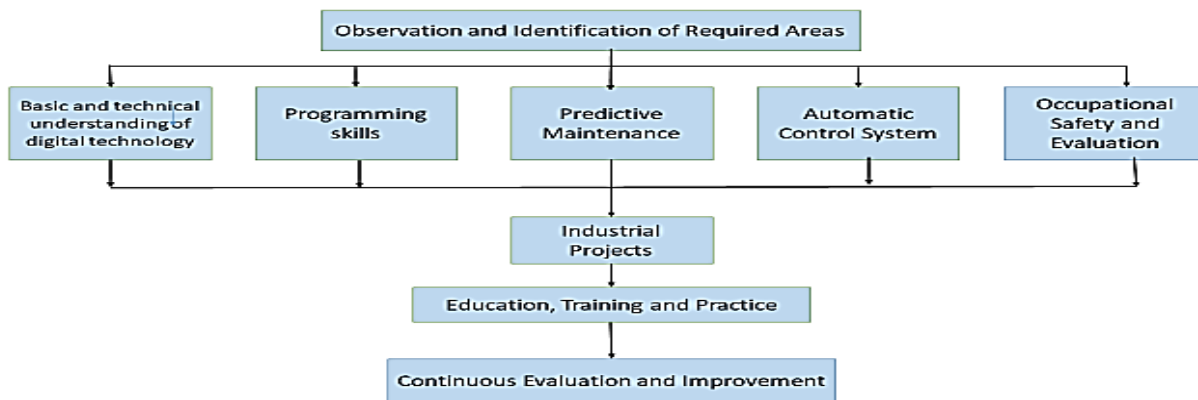 Observation and Identification of Required Areas
Basic and technical
understanding of
digital technology
Programming
skills
Predictive
Maintenance
Automatic
Control System
Occupational
Safety and
Evaluation
Industrial
Projects
Education, Training and Practice
Continuous Evaluation and Improvement